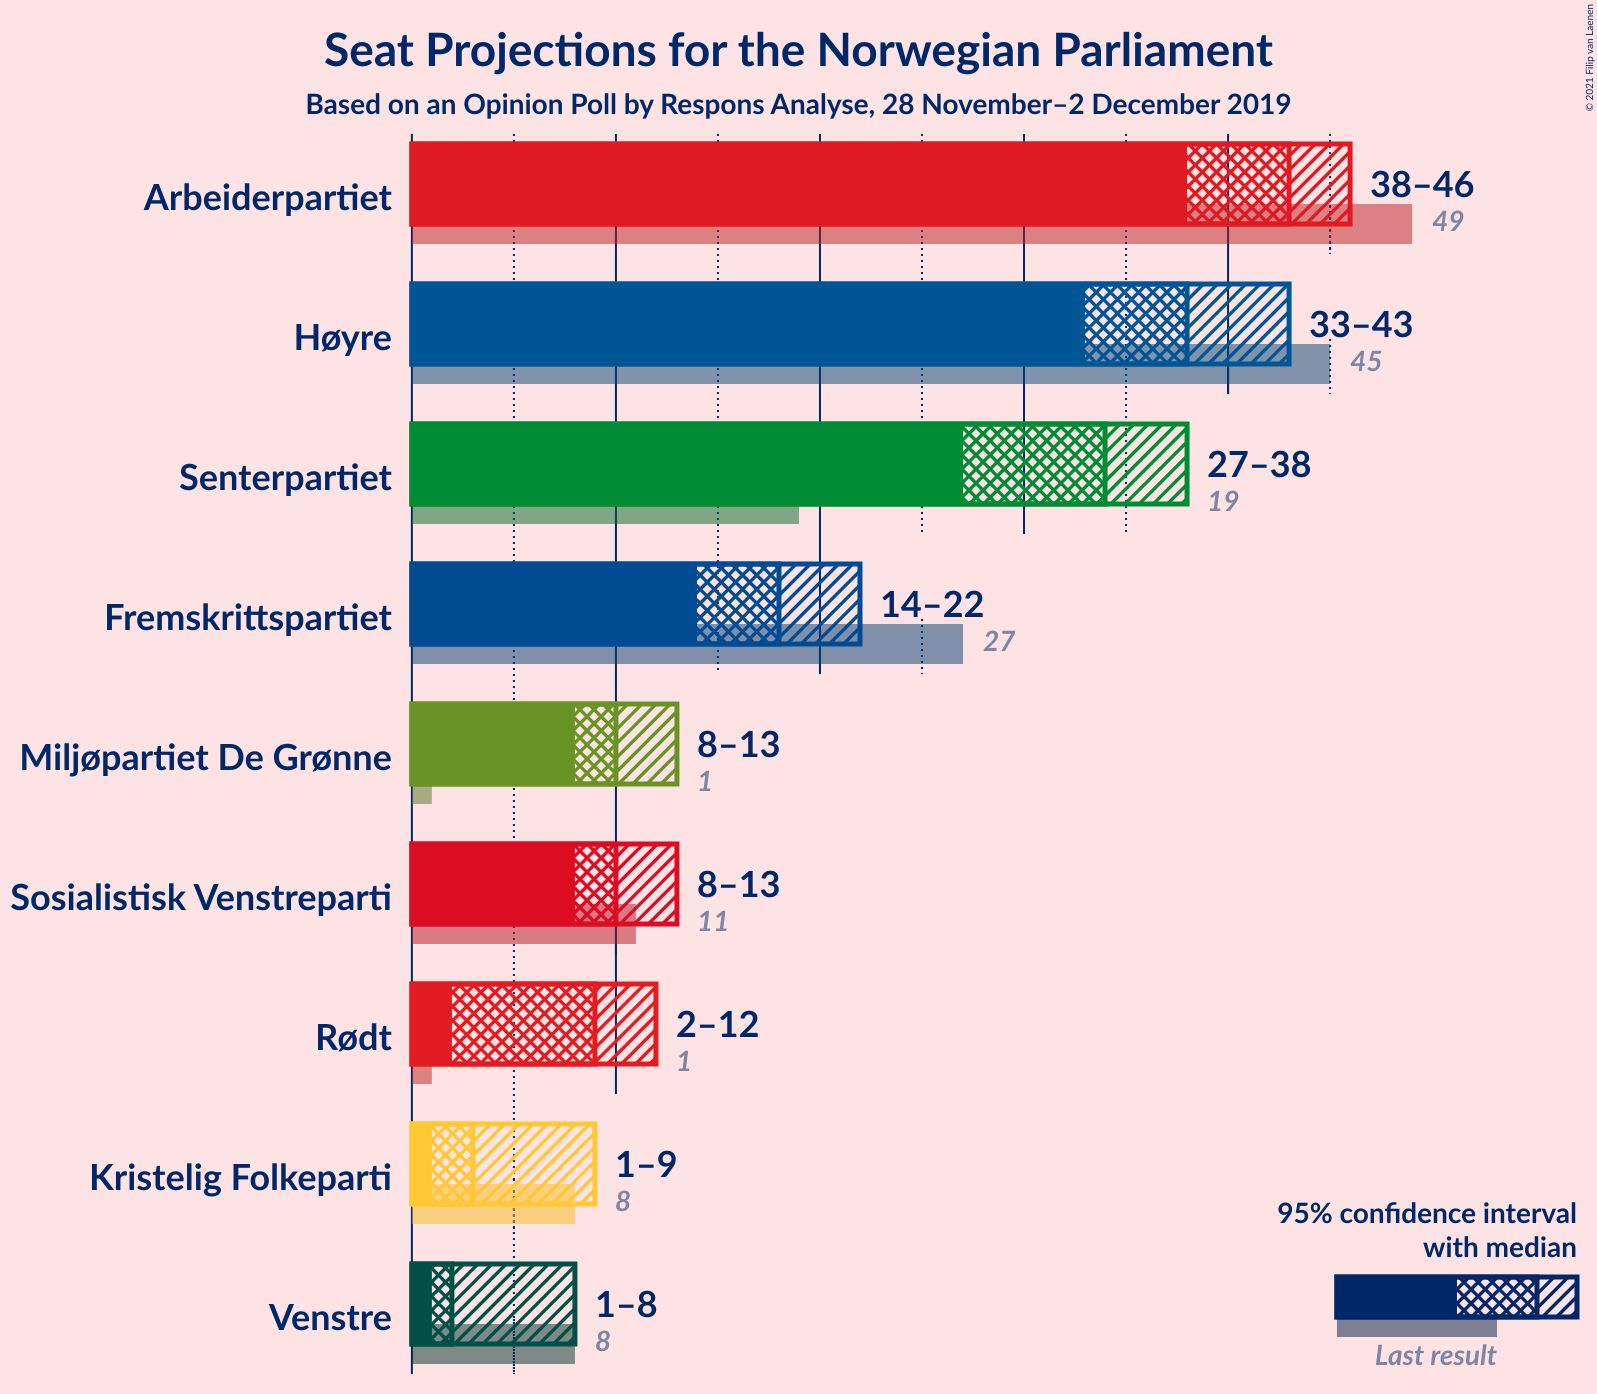 Seat Projections for the Norwegian Parliament
Based on an Opinion Poll by Respons Analyse, 28 November–2 December 2019
© 2021 Filip van Laenen
Arbeiderpartiet
38–46
49
Høyre
33–43
45
Senterpartiet
27–38
19
Fremskrittspartiet
14–22
27
Miljøpartiet De Grønne
8–13
1
Sosialistisk Venstreparti
8–13
11
Rødt
2–12
1
Kristelig Folkeparti
1–9
8
Venstre
1–8
8
95% confidence interval
with median
Last result